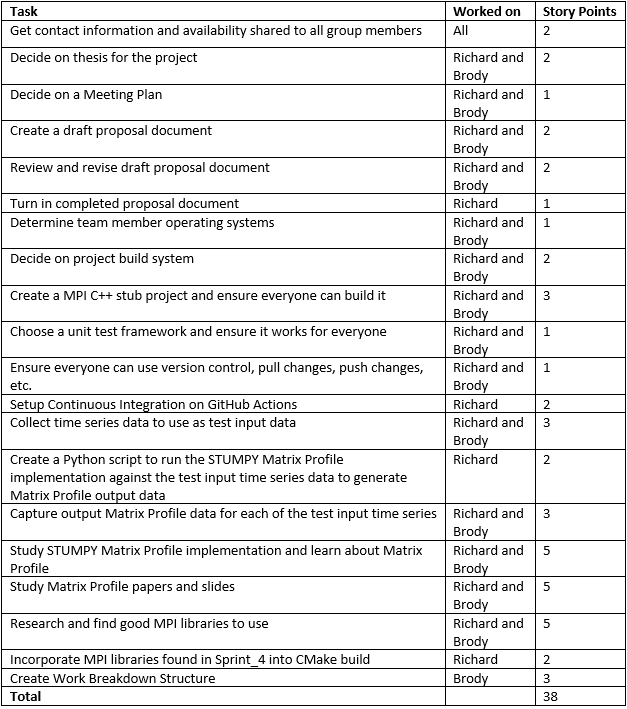 Task Worked on Story Points
Get contact information and availability shared to all group members All 2
Decide on thesis for the project Richard and 2
Brody
Decide on a Meeting Plan Richard and 1
Brody
Create a draft proposal document Richard and 2
Brody
Review and revise draft proposal document Richard and 2
Brody
Turn in completed proposal document Richard 1
Determine team member operating systems Richard and 1
Brody
Decide on project build system Richard and 2
Brody
Create a MPI C++ stub project and ensure everyone can build it Richard and 3
Brody
Choose a unit test framework and ensure it works for everyone Richard and 1
Brody
Ensure everyone can use version control, pull changes, push changes, Richard and 1
etc. Brody
Setup Continuous Integration on GitHub Actions Richard 2
Collect time series data to use as test input data Richard and 3
Brody
Create a Python script to run the STUMPY Matrix Profile Richard 2
implementation against the test input time series data to generate
Matrix Profile output data
Capture output Matrix Profile data for each of the test input time series Richard and 3
Brody
Study STUMPY Matrix Profile implementation and learn about Matrix Richard and 5
Profile Brody
Study Matrix Profile papers and slides Richard and 5
Brody
Research and find good MPI libraries to use Richard and 5
Brody
Incorporate MPI libraries found in Sprint_4 into CMake build Richard 2
Create Work Breakdown Structure Brody 3
Total 38